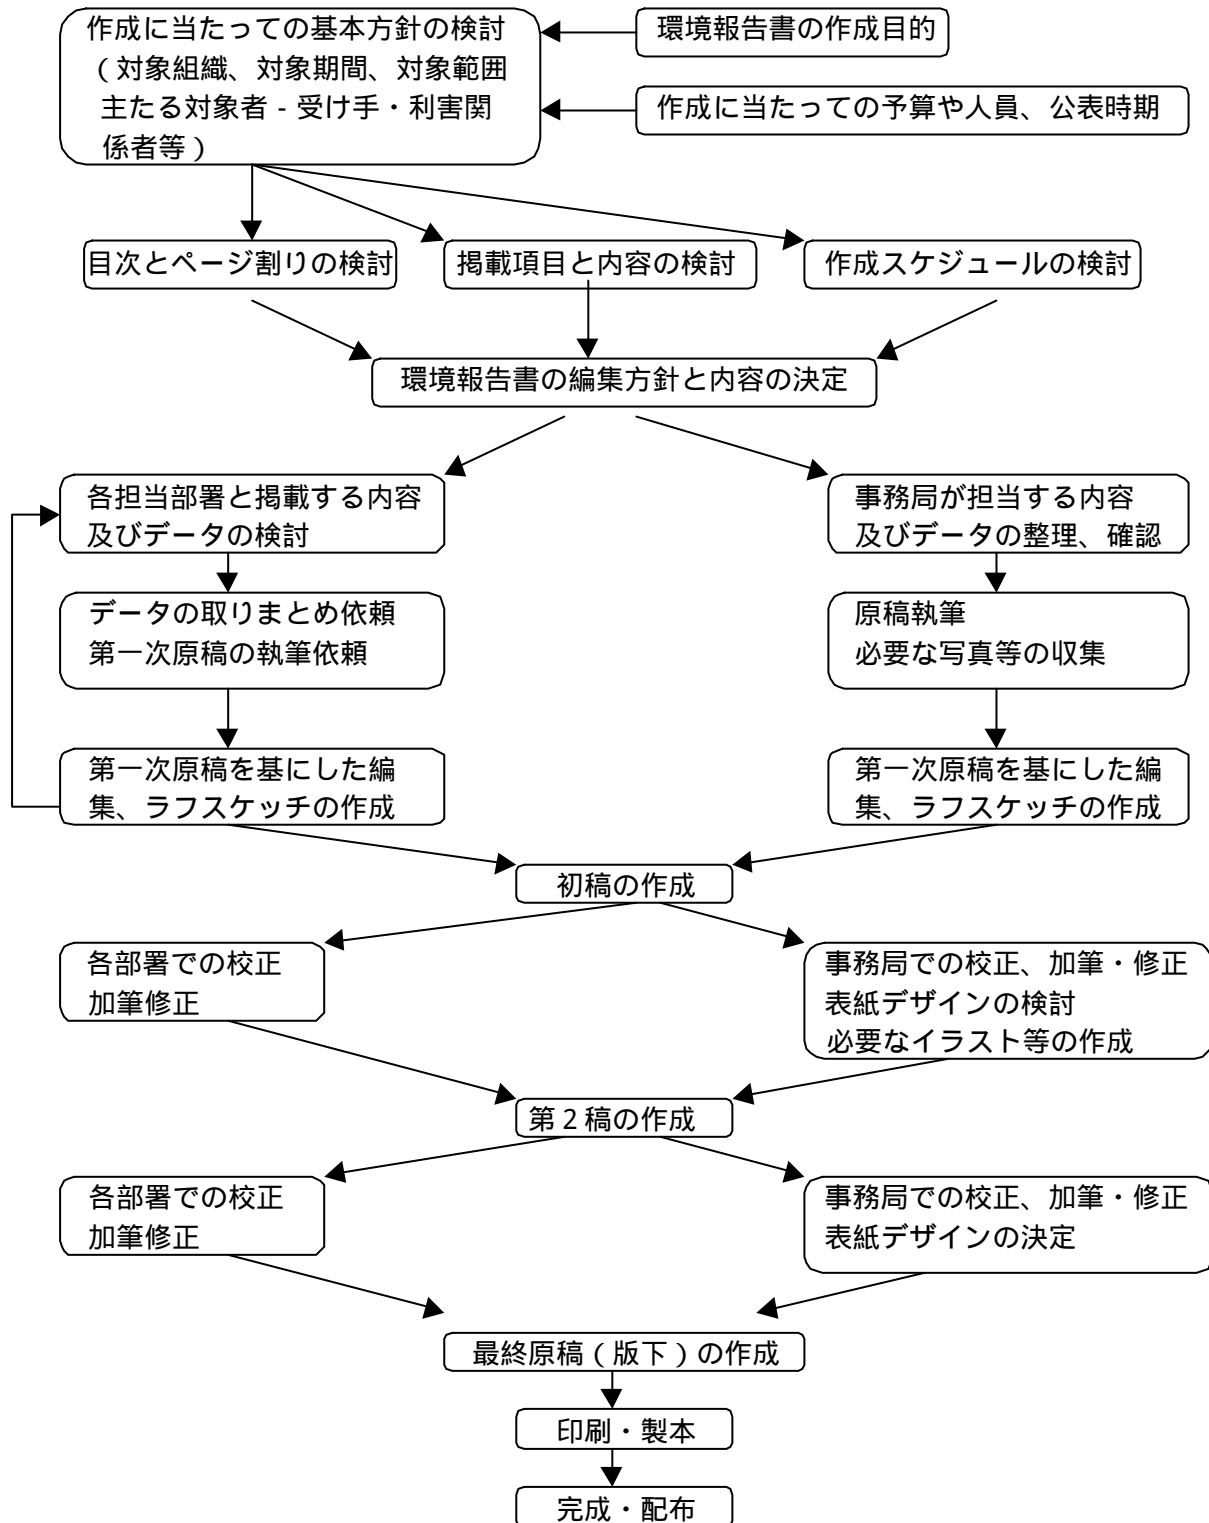 作成に当たっての基本方針の検討
（対象組織、対象期間、対象範囲
主たる対象者－受け手・利害関
係者等）
環境報告書の作成目的
作成に当たっての予算や人員、公表時期
目次とページ割りの検討
掲載項目と内容の検討
作成スケジュールの検討
環境報告書の編集方針と内容の決定
各担当部署と掲載する内容
及びデータの検討
事務局が担当する内容
及びデータの整理、確認
データの取りまとめ依頼
第一次原稿の執筆依頼
原稿執筆
必要な写真等の収集
第一次原稿を基にした編
集、ラフスケッチの作成
第一次原稿を基にした編
集、ラフスケッチの作成
初稿の作成
各部署での校正
加筆修正
事務局での校正、加筆・修正
表紙デザインの検討
必要なイラスト等の作成
第２稿の作成
各部署での校正
加筆修正
事務局での校正、加筆・修正
表紙デザインの決定
最終原稿（版下）の作成
印刷・製本
完成・配布